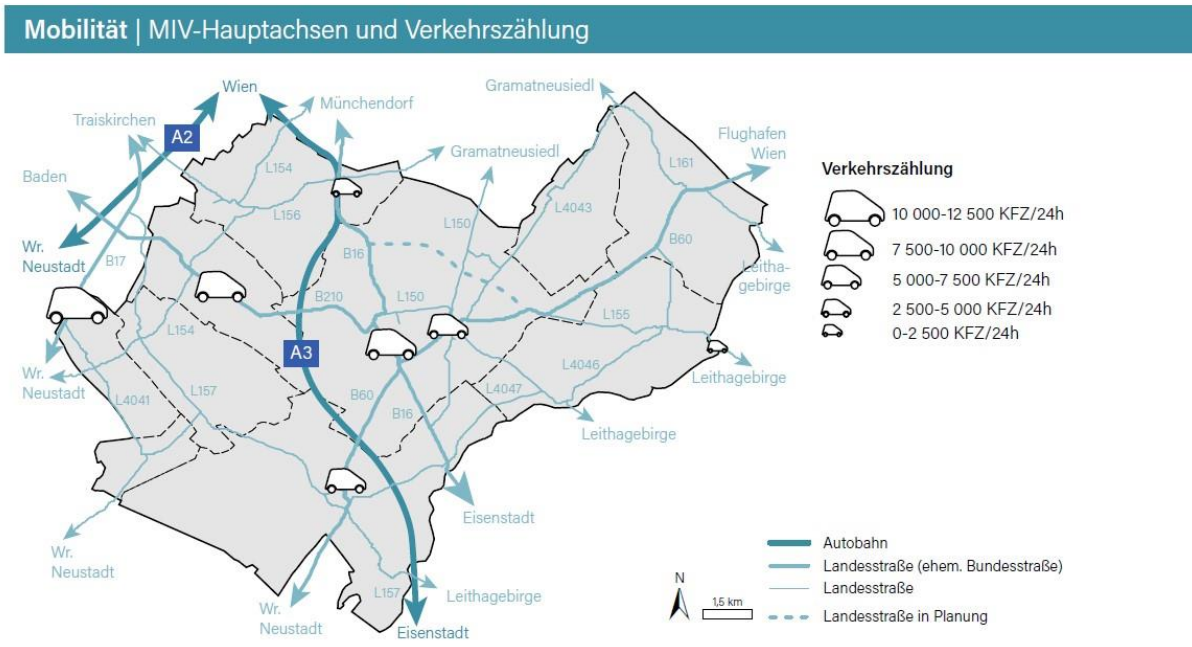 Mobilität | MIV-Hauptachsen und Verkehrszählung
Wien
Gramatneusiedl
Münchendorf
Traiskirchen
A2
Flughafen
Wien
Gramatneusiedl
L154
L161
Baden
L156
L4043
L150
B60
Wr.
Neustadt
B17
B16
Leitha-
gebirge
B210
L150
L155
L154
A3
L4046
Leithagebirge
Wr.
Neustadt
L4041
L157
B60
B16
L4047
Leithagebirge
Eisenstadt
Wr.
Neustadt
L157
Leithagebirge
Wr.
Neustadt
Eisenstadt
Verkehrszählung
10 000-12 500 KFZ/24h
7 500-10 000 KFZ/24h
5 000-7 500 KFZ/24h
2 500-5 000 KFZ/24h
0-2 500 KFZ/24h
N
1,5 km
Autobahn
Landesstraße (ehem. Bundesstraße)
Landesstraße
Landesstraße in Planung